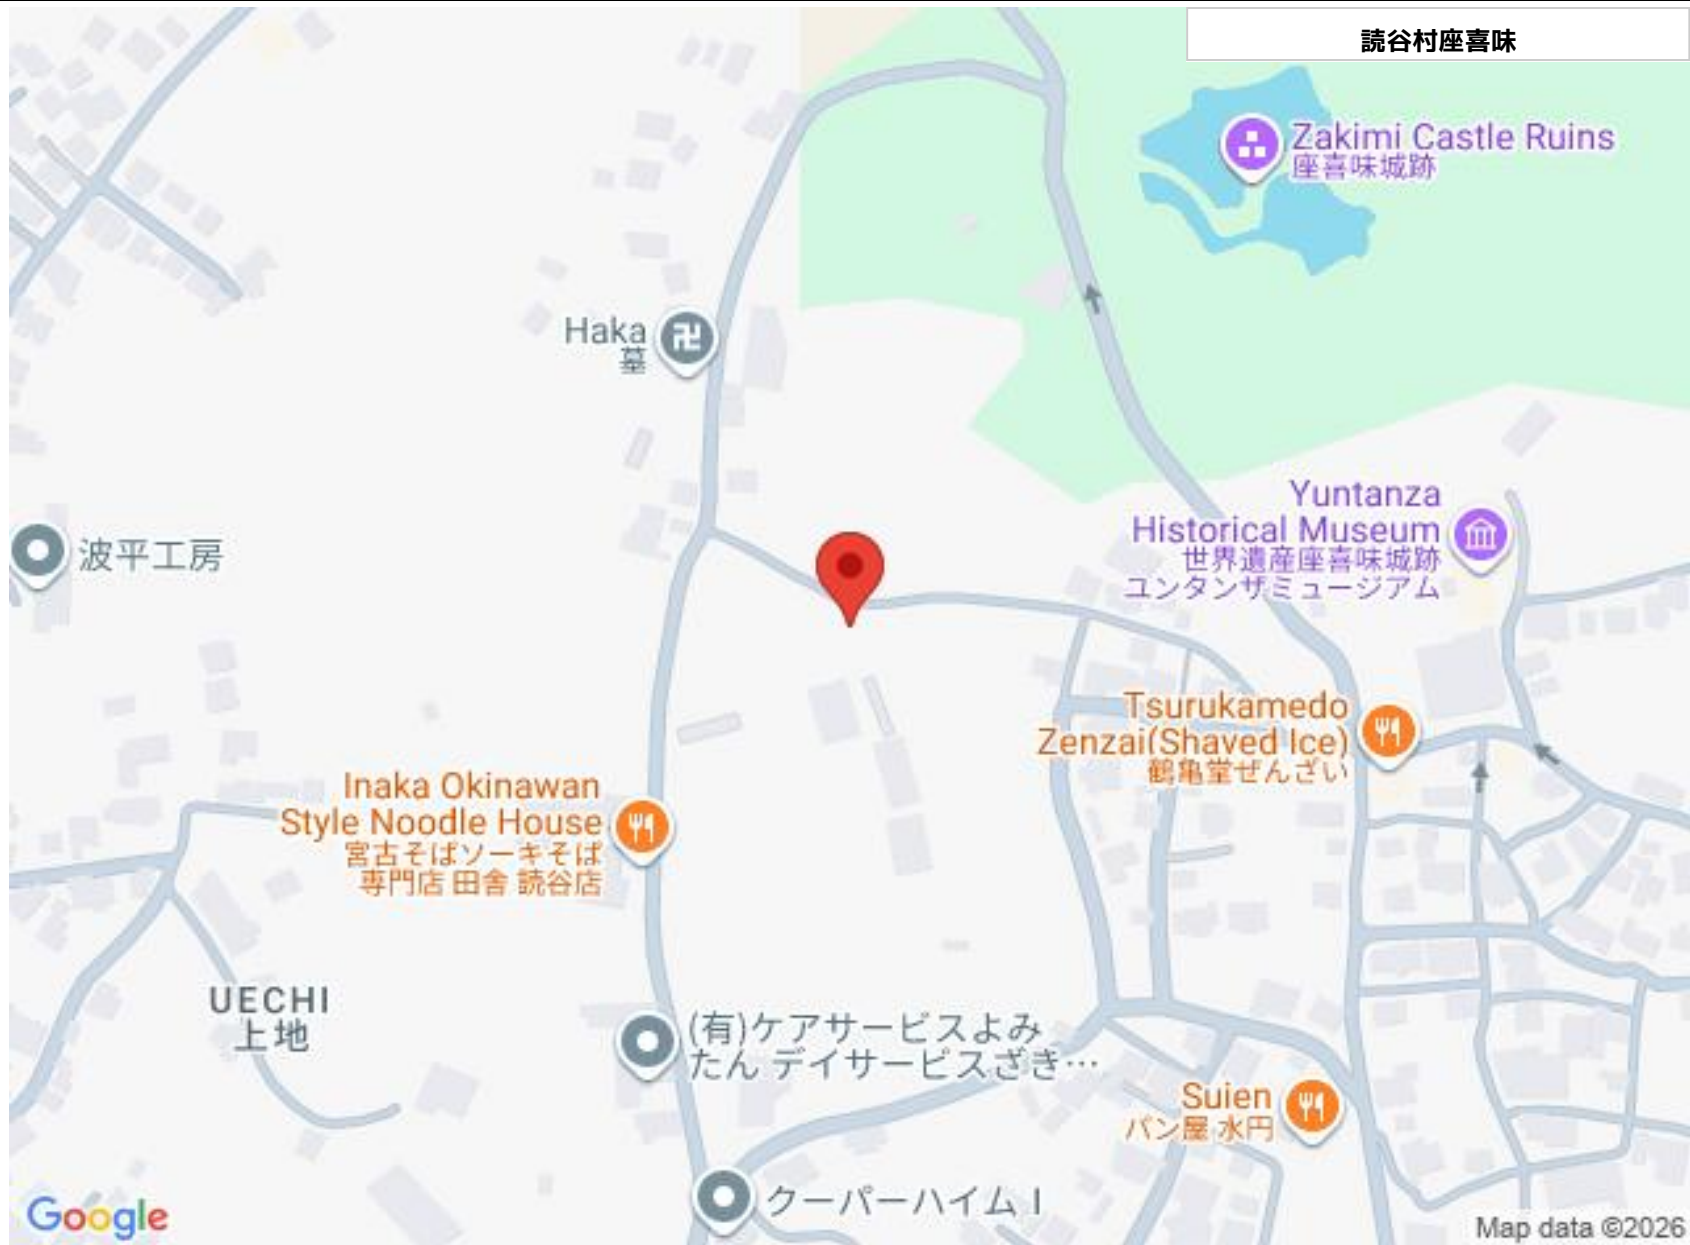 読谷村座喜味
Zakimi Castle Ruins
座喜味城跡
Haka
墓
Yuntanza
Historical Museum
世界遺産座喜味城跡
ユンタンザミュージアム
波平工房
Tsurukamedo
Zenzai(Shaved Ice)
鶴亀堂ぜんざい
Inaka Okinawan
Style Noodle House
宮古そばソーキそば
専門店 田舎 読谷店
UECHI
上地
(有)ケアサービスよみ
たん デイサービスざき…
Suien
パン屋 水円
クーパーハイムⅠ
Google
Map data ©2026